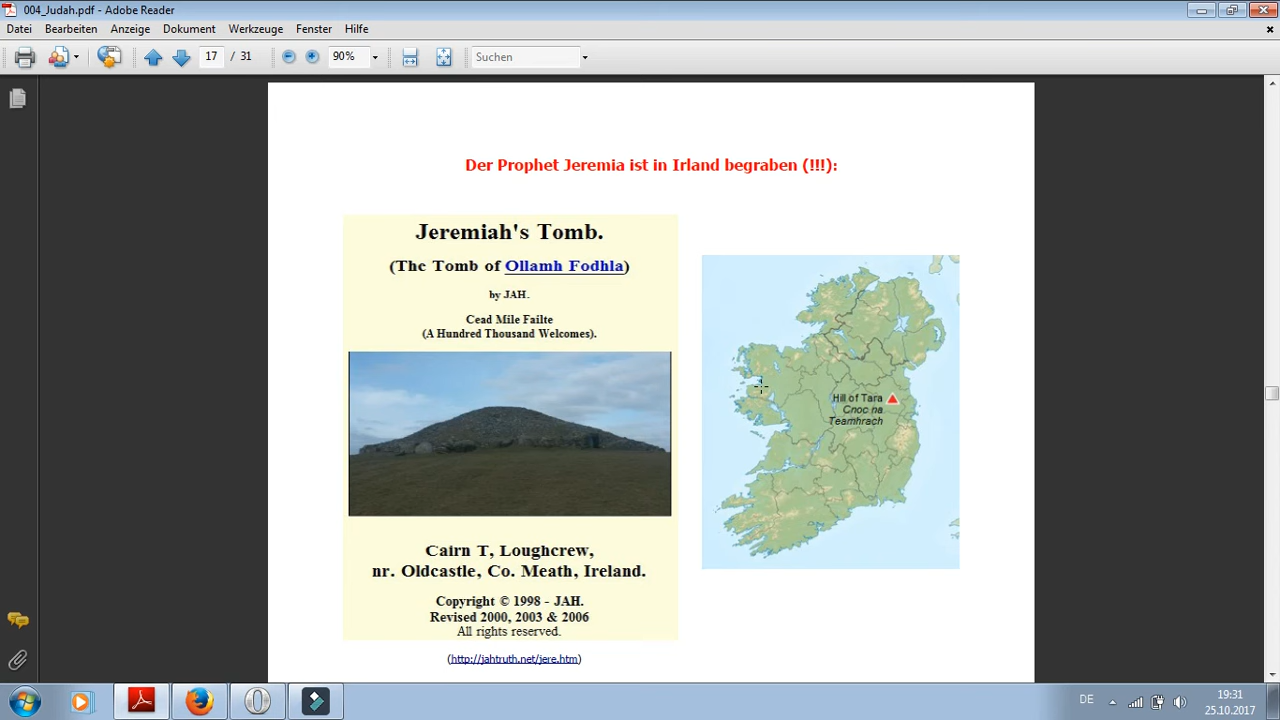 004_Judah.pdf - Adobe Reader
Datei Bearbeiten Anzeige Dokument Werkzeuge Fenster Hilfe
17 / 31 90% Suchen
Der Prophet Jeremia ist in Irland begraben (!!!):
Jeremiah's Tomb.
(The Tomb of Ollamh Fodhla)
by JAH.
Cead Mile Failte
(A Hundred Thousand Welcomes).
Cairn T, Loughcrew,
nr. Oldcastle, Co. Meath, Ireland.
Copyright © 1998 - JAH.
Revised 2000, 2003 & 2006
All rights reserved.
(http://jahtruth.net/jere.htm)
Hill of Tara
Cnoc na
Teamhrach
DE
19:31
25.10.2017